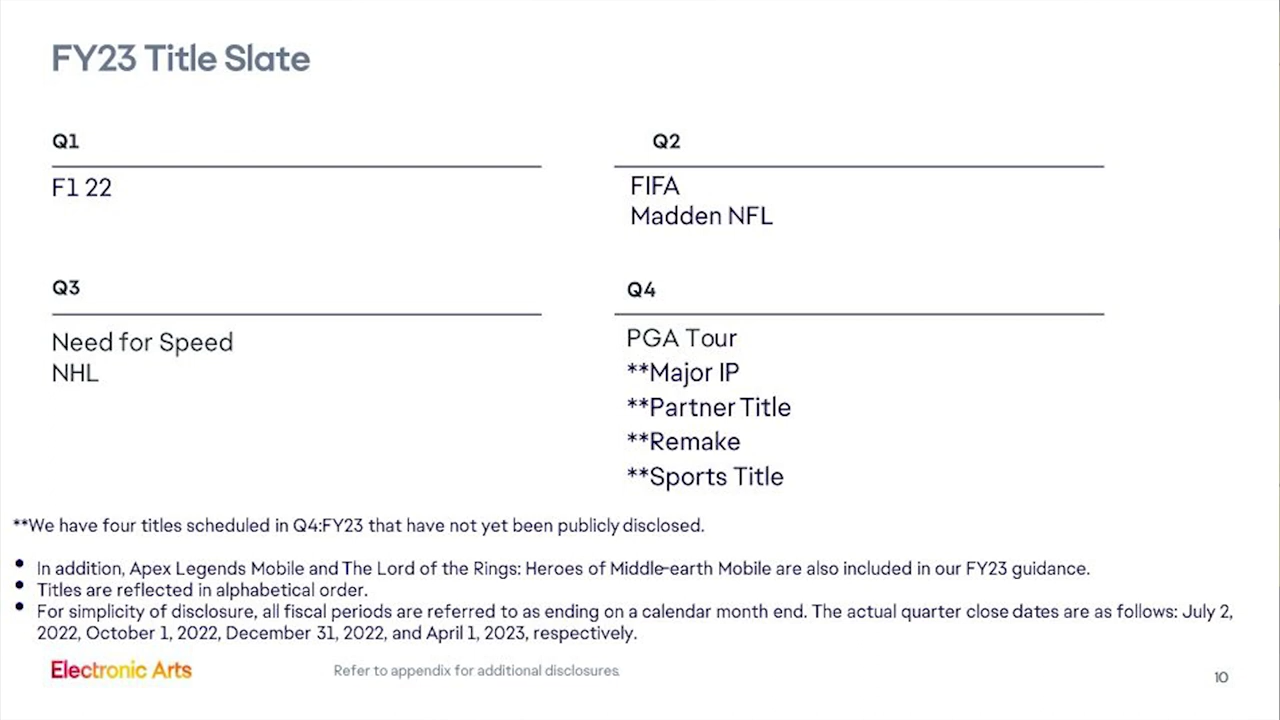 FY23 Title Slate
Q1
F1 22
Q2
FIFA
Madden NFL
Q3
Need for Speed
NHL
Q4
PGA Tour
**Major IP
**Partner Title
**Remake
**Sports Title
**We have four titles scheduled in Q4:FY23 that have not yet been publicly disclosed.
• In addition, Apex Legends Mobile and The Lord of the Rings: Heroes of Middle-earth Mobile are also included in our FY23 guidance.
• Titles are reflected in alphabetical order.
• For simplicity of disclosure, all fiscal periods are referred to as ending on a calendar month end. The actual quarter close dates are as follows: July 2,
2022, October 1, 2022, December 31, 2022, and April 1, 2023, respectively.
Electronic Arts
Refer to appendix for additional disclosures.
10